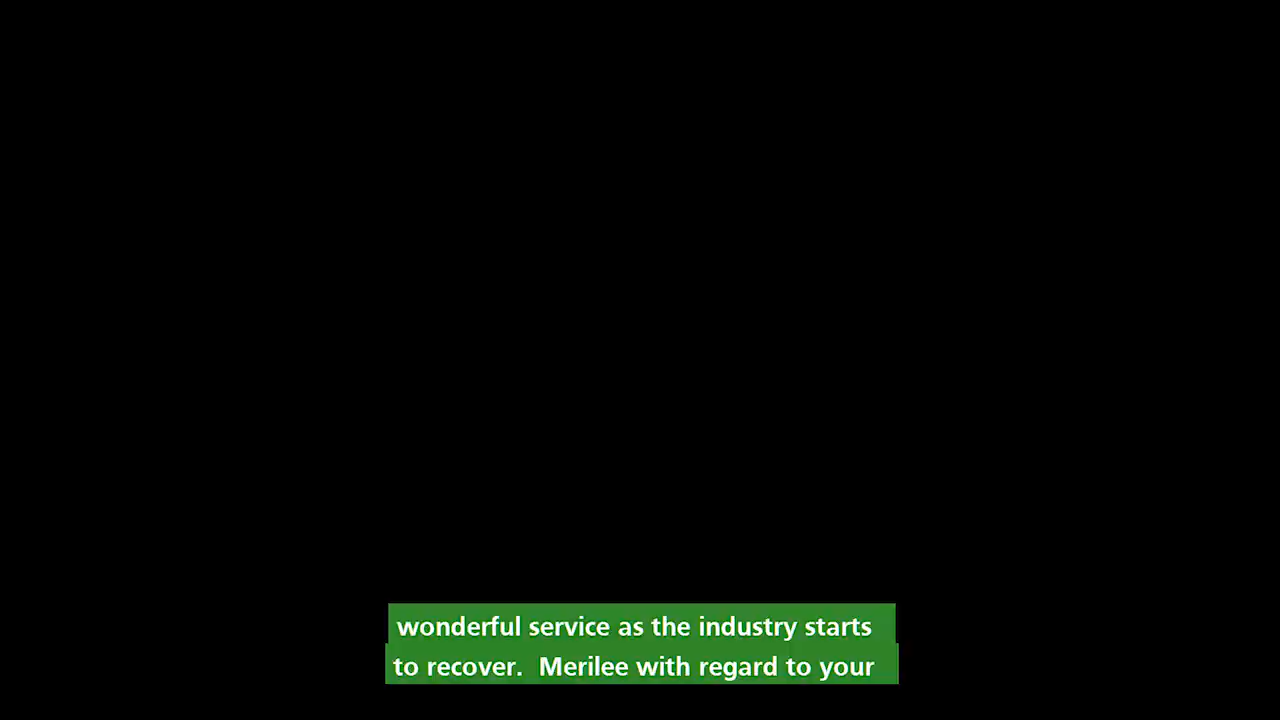 wonderful service as the industry starts
to recover.  Merilee with regard to your